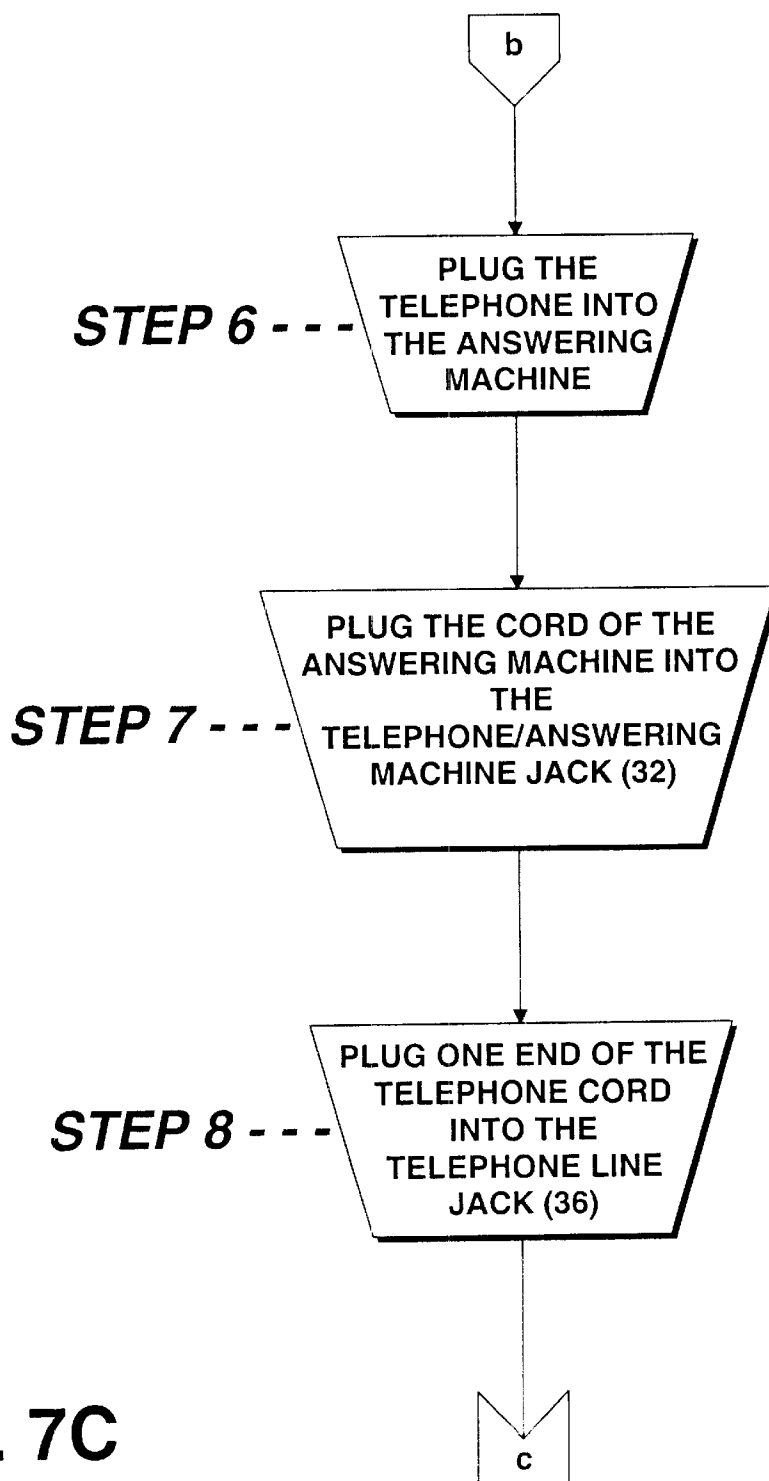 b
PLUG THE
TELEPHONE INTO
THE ANSWERING
MACHINE
STEP 6 - - -
PLUG THE CORD OF THE
ANSWERING MACHINE INTO
THE
TELEPHONE/ANSWERING
MACHINE JACK (32)
STEP 7 - - -
PLUG ONE END OF THE
TELEPHONE CORD
INTO THE
TELEPHONE LINE
JACK (36)
STEP 8 - - -
. 7C
c